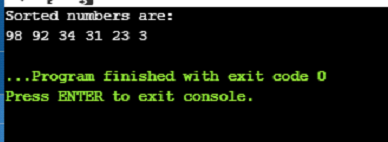 Sorted numbers are:
98 92 34 31 23 3
...Program finished with exit code 0
Press ENTER to exit console.